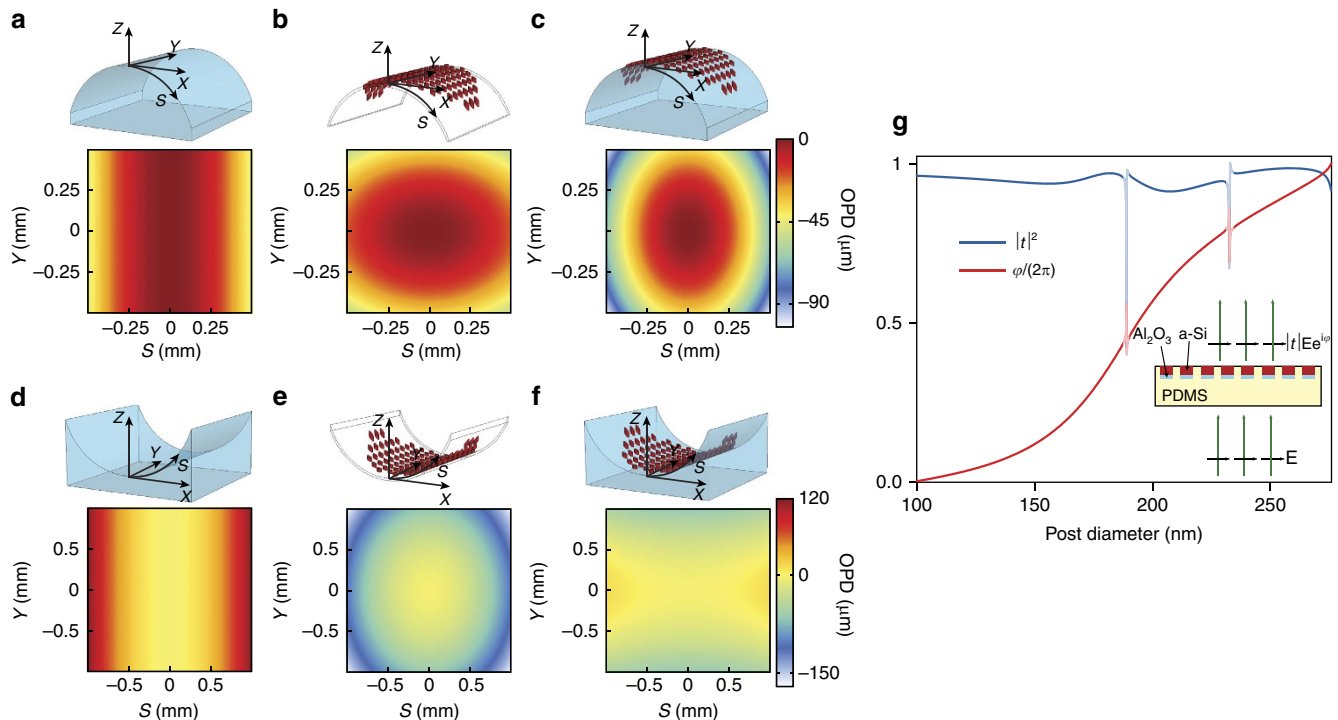 a
Z
Y
X
S
b
Z
Y
X
S
c
Z
Y
X
S
Y (mm)
0.25
0
−0.25
−0.25 0 0.25
S (mm)
0.25
0
−0.25
−0.25 0 0.25
S (mm)
0.25
0
−0.25
−0.25 0 0.25
S (mm)
0
−45
−90
OPD (μm)
d
Z
Y
S
X
e
Z
Y
S
X
f
Z
Y
S
X
Y (mm)
0.5
0
−0.5
−0.5 0 0.5
S (mm)
Y (mm)
0.5
0
−0.5
−0.5 0 0.5
S (mm)
Y (mm)
0.5
0
−0.5
−0.5 0 0.5
S (mm)
120
0
−150
OPD (μm)
g
1
0.5
0.0
100 150 200 250
Post diameter (nm)
|t|²
φ/(2π)
Al₂O₃ a-Si
|t|Ee^iφ
PDMS
E